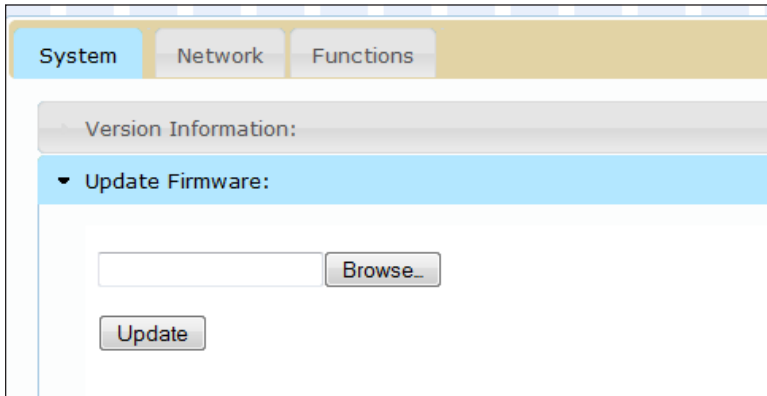 System Network Functions
Version Information:
Update Firmware:
Browse...
Update